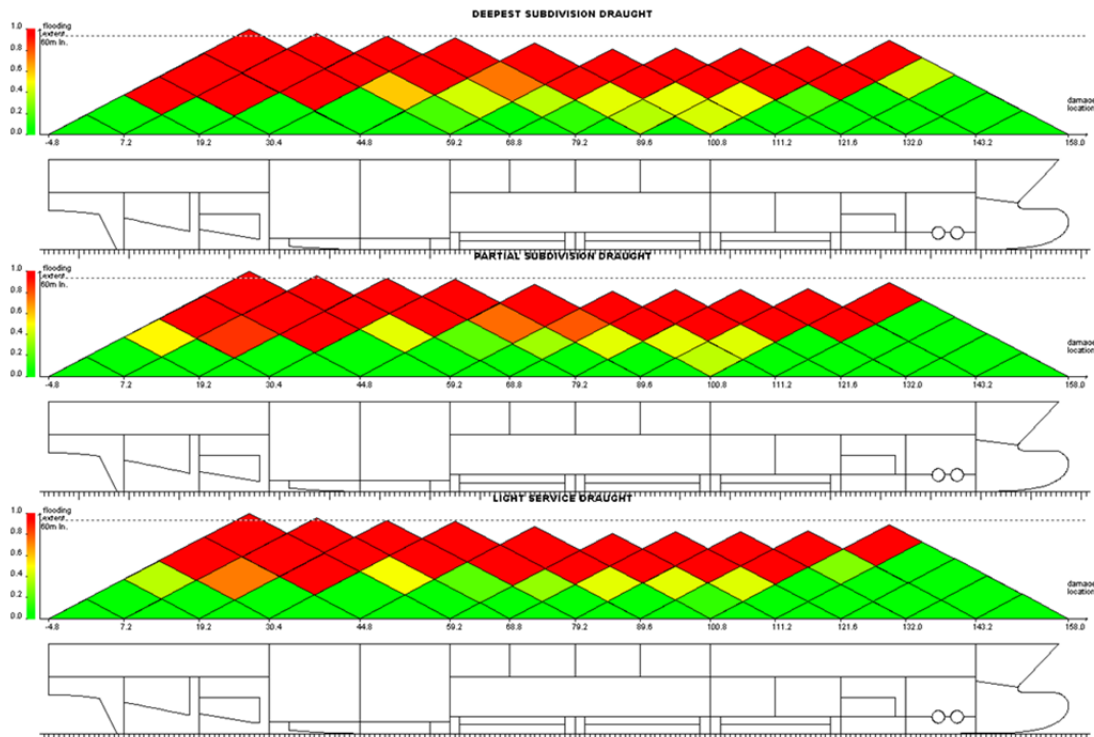 DEEPEST SUBDIVISION DRAUGHT
1.0 flooding
extent
60m ln.
0.8
0.6
0.4
0.2
0.0
damage
location
-4.8 7.2 19.2 30.4 44.8 59.2 68.8 79.2 89.6 100.8 111.2 121.6 132.0 143.2 158.0
PARTIAL SUBDIVISION DRAUGHT
1.0 flooding
extent
60m ln.
0.8
0.6
0.4
0.2
0.0
damage
location
-4.8 7.2 19.2 30.4 44.8 59.2 68.8 79.2 89.6 100.8 111.2 121.6 132.0 143.2 158.0
LIGHT SERVICE DRAUGHT
1.0 flooding
extent
60m ln.
0.8
0.6
0.4
0.2
0.0
damage
location
-4.8 7.2 19.2 30.4 44.8 59.2 68.8 79.2 89.6 100.8 111.2 121.6 132.0 143.2 158.0